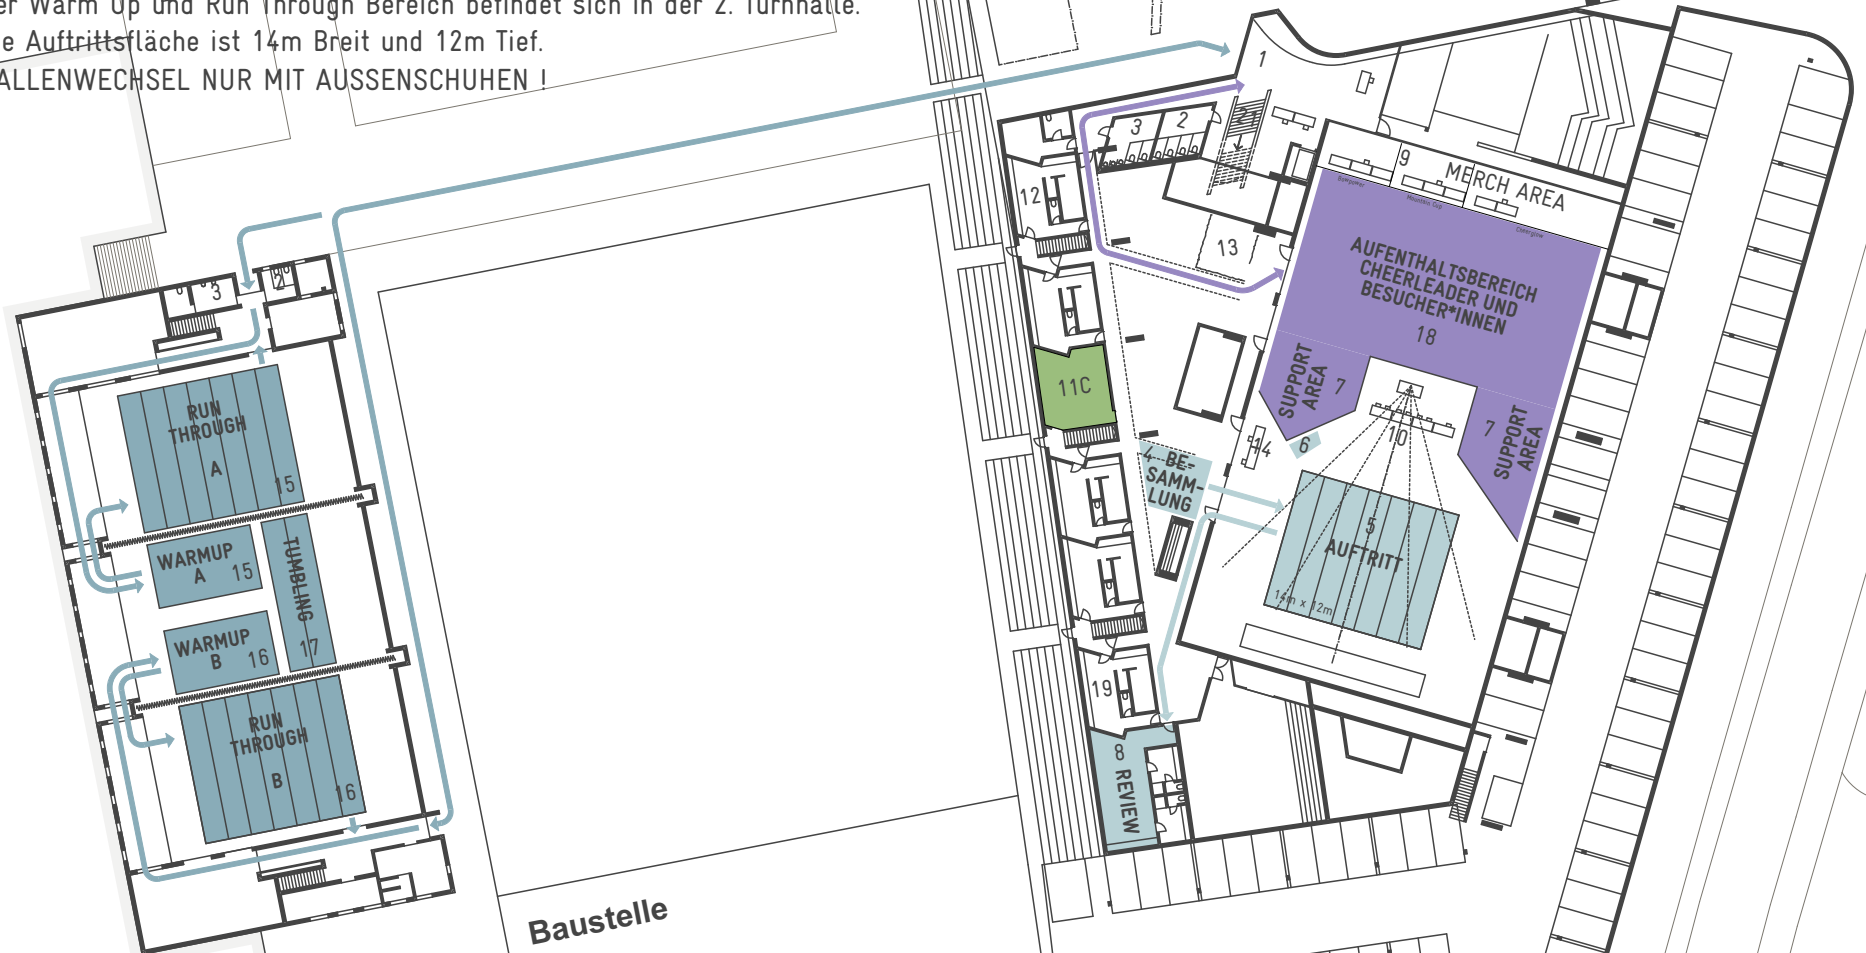 er Warm Up und Run Through Bereich befindet sich in der 2. Turnhalle.
e Auftrittsfläche ist 14m Breit und 12m Tief.
ALLENWECHSEL NUR MIT AUSSENSCHUHEN !
1
2
3
21
9
MERCH AREA
12
13
AUFENTHALTSBEREICH
CHEERLEADER UND
BESUCHER*INNEN
18
3
2
SUPPORT
AREA
7
11C
7
SUPPORT
AREA
10
6
14
4 BE-
SAMM-
LUNG
RUN
THROUGH
A
15
5
AUFTRITT
14m x 12m
WARMUP
A
15
TUMBLING
17
WARMUP
B
16
19
RUN
THROUGH
B
16
8 REVIEW
Baustelle